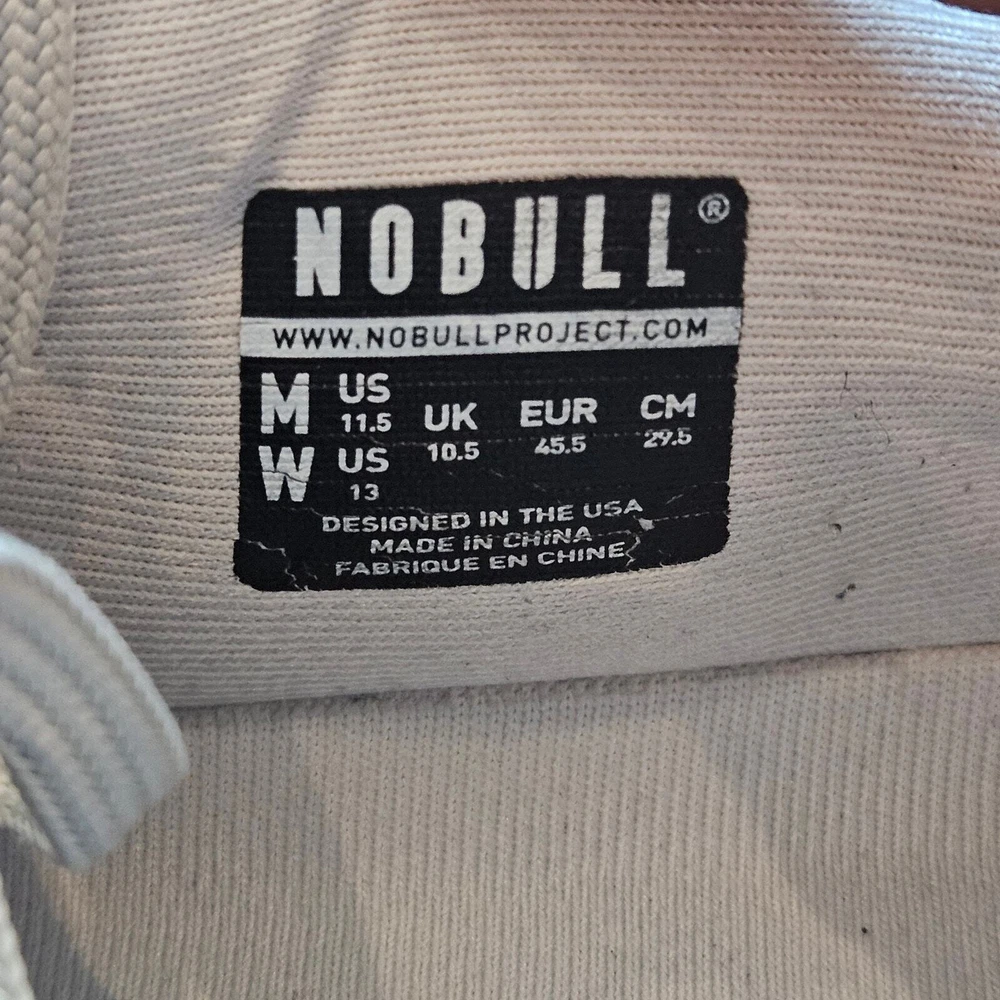 NOBULL®
WWW.NOBULLPROJECT.COM
M US 11.5
W US 13
UK 10.5
EUR 45.5
CM 29.5
DESIGNED IN THE USA
MADE IN CHINA
FABRIQUE EN CHINE